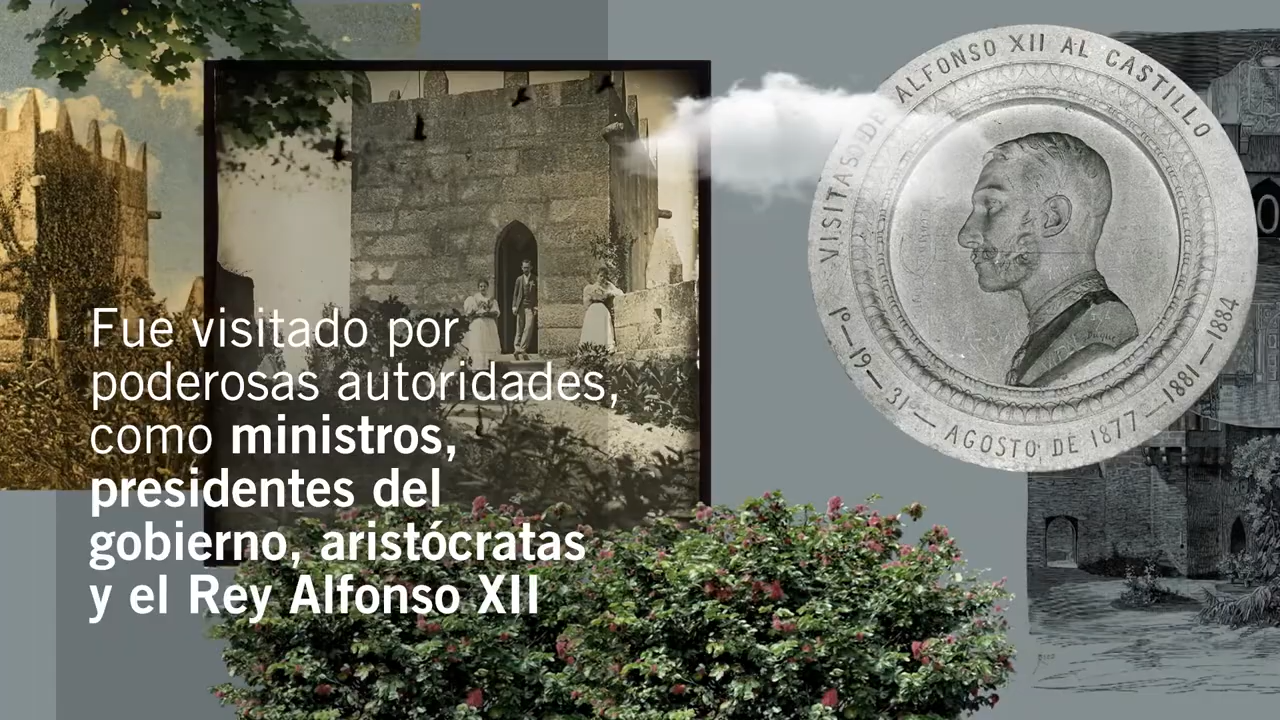 VISITAS DE ALFONSO XII AL CASTILLO
1º—19—31—AGOSTO DE 1877—1881—1884
Fue visitado por
poderosas autoridades,
como ministros,
presidentes del
gobierno, aristócratas
y el Rey Alfonso XII